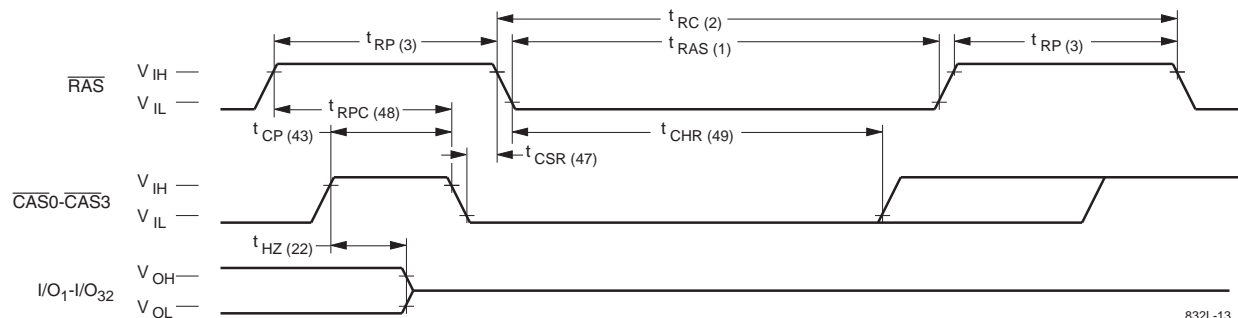 t RC (2)
t RP (3)
t RAS (1)
t RP (3)
RAS
V IH
V IL
t RPC (48)
t CP (43)
t CHR (49)
t CSR (47)
CAS0-CAS3
V IH
V IL
t HZ (22)
I/O1-I/O32
V OH
V OL
832L-13